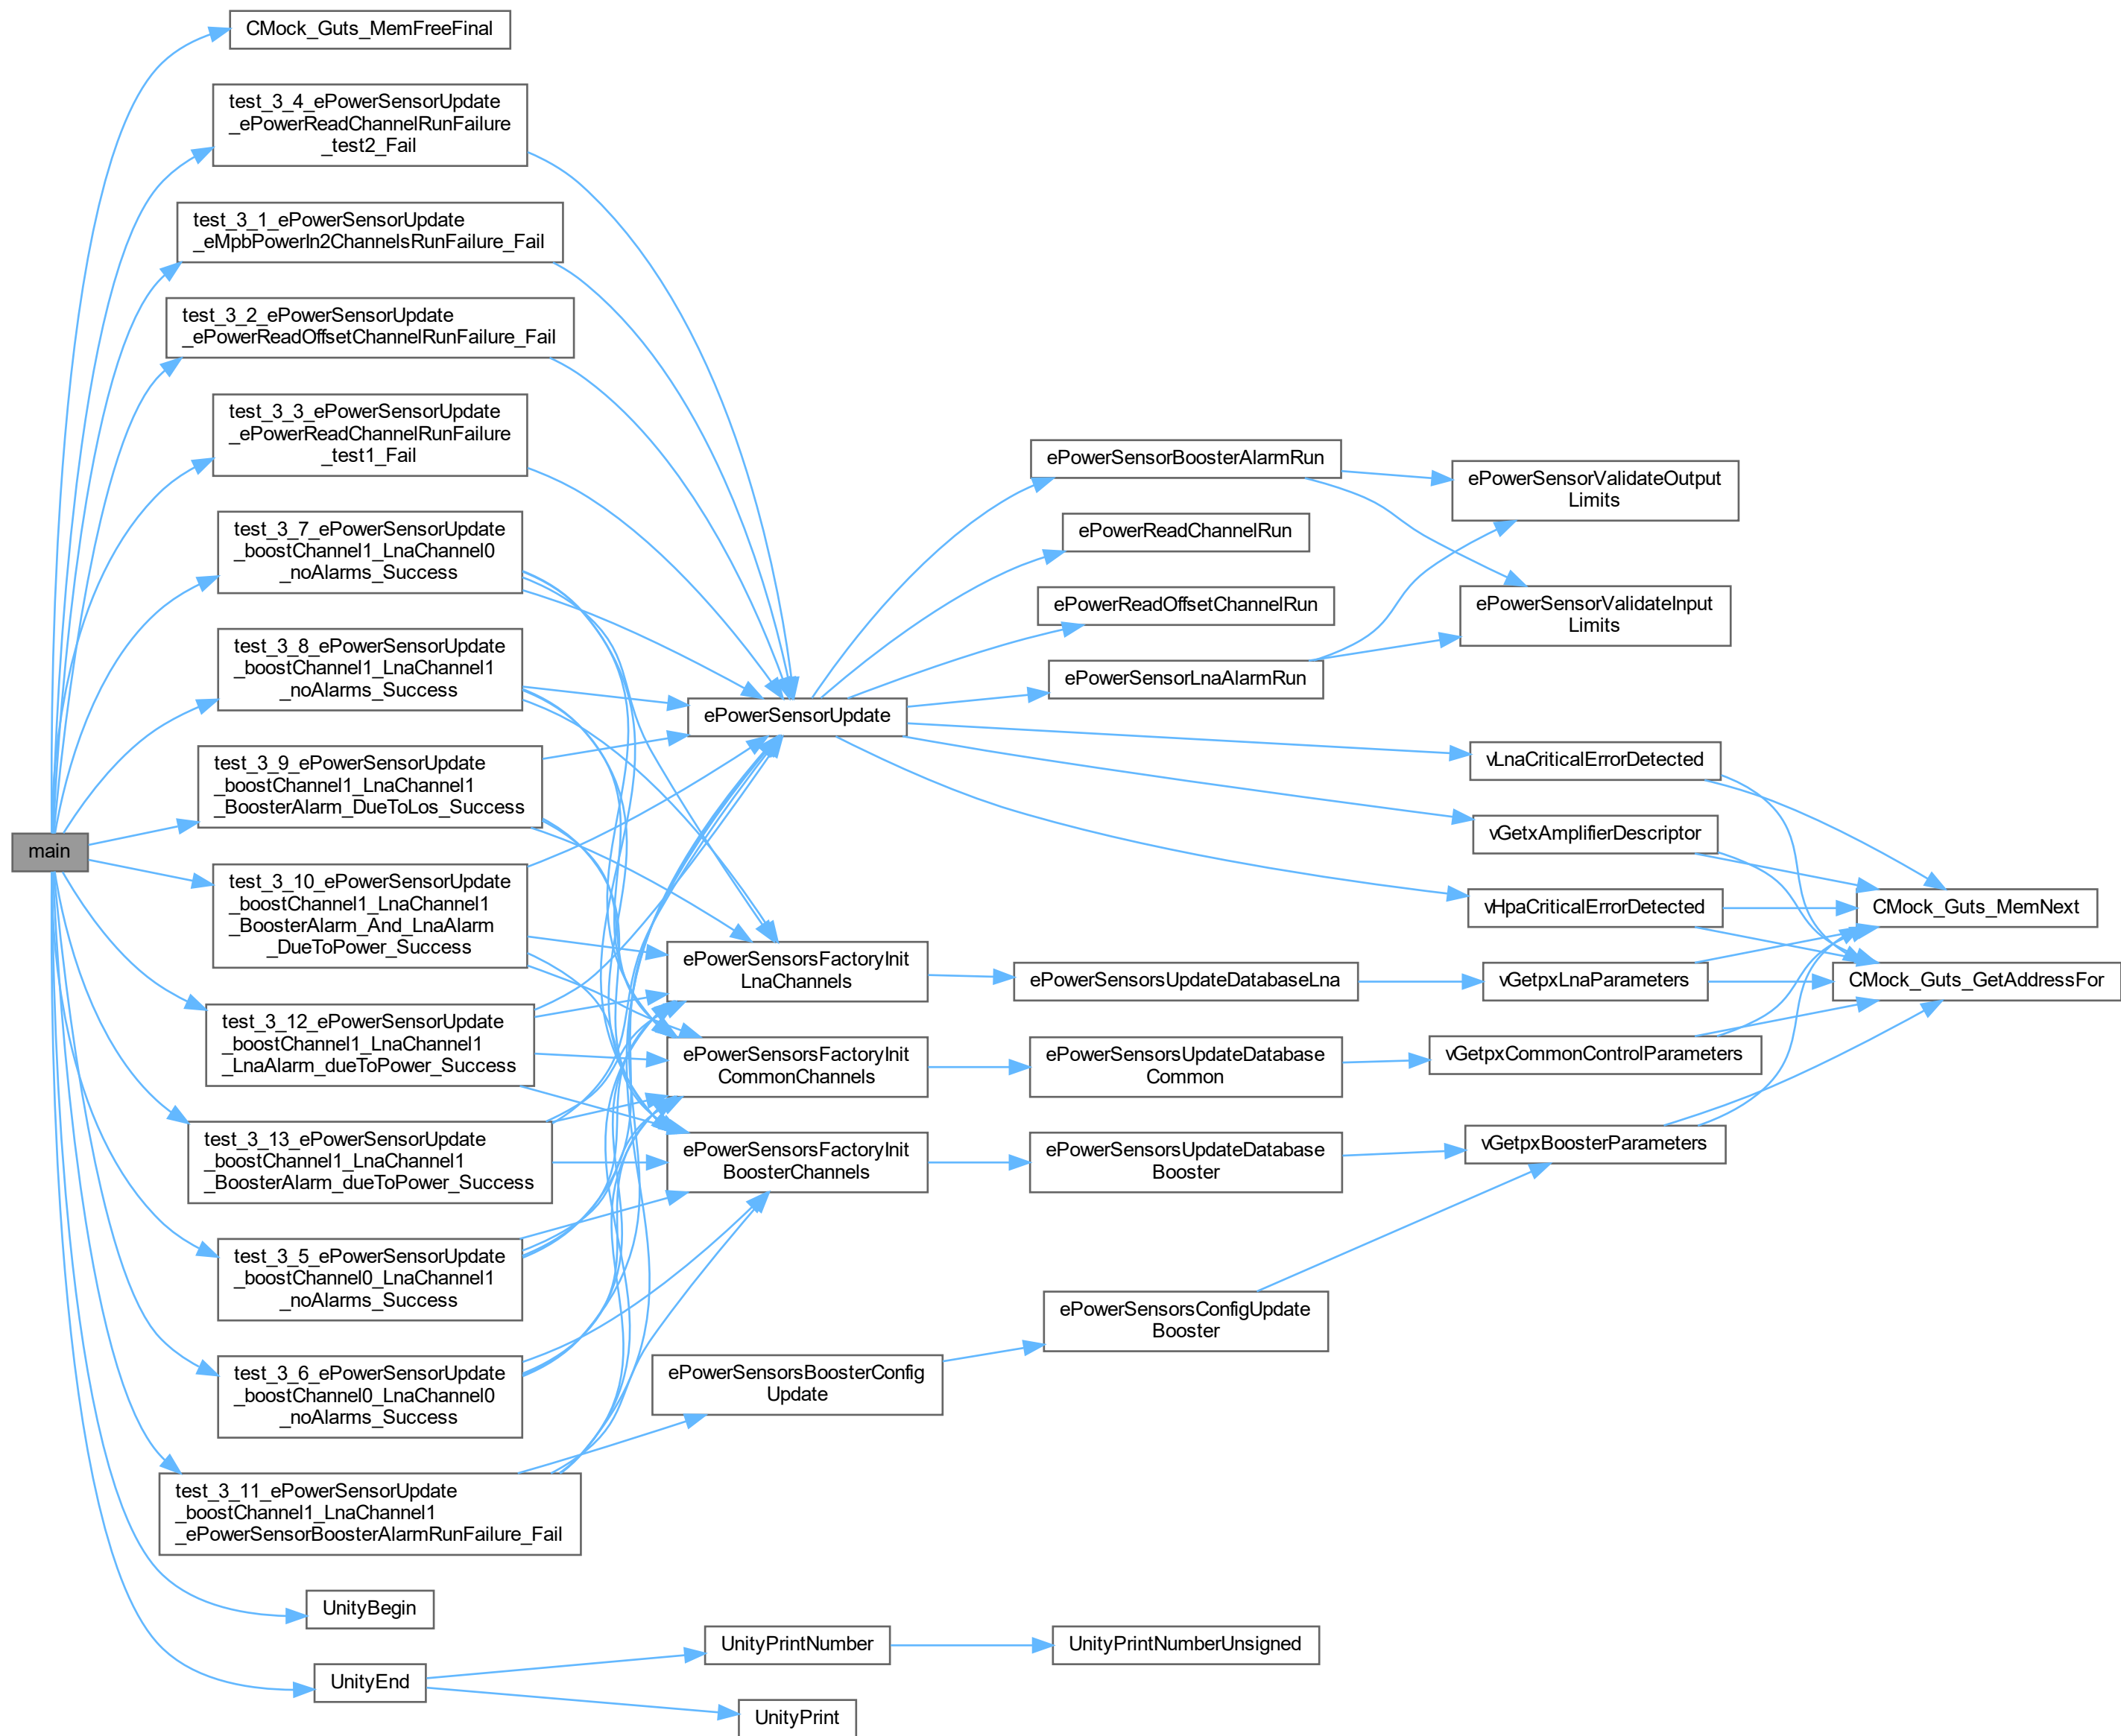 CMock_Guts_MemFreeFinal
test_3_4_ePowerSensorUpdate
_ePowerReadChannelRunFailure
_test2_Fail
test_3_1_ePowerSensorUpdate
_eMpbPowerIn2ChannelsRunFailure_Fail
test_3_2_ePowerSensorUpdate
_ePowerReadOffsetChannelRunFailure_Fail
test_3_3_ePowerSensorUpdate
_ePowerReadChannelRunFailure
_test1_Fail
test_3_7_ePowerSensorUpdate
_boostChannel1_LnaChannel0
_noAlarms_Success
test_3_8_ePowerSensorUpdate
_boostChannel1_LnaChannel1
_noAlarms_Success
test_3_9_ePowerSensorUpdate
_boostChannel1_LnaChannel1
_BoosterAlarm_DueToLos_Success
main
test_3_10_ePowerSensorUpdate
_boostChannel1_LnaChannel1
_BoosterAlarm_And_LnaAlarm
_DueToPower_Success
test_3_12_ePowerSensorUpdate
_boostChannel1_LnaChannel1
_LnaAlarm_dueToPower_Success
test_3_13_ePowerSensorUpdate
_boostChannel1_LnaChannel1
_BoosterAlarm_dueToPower_Success
test_3_5_ePowerSensorUpdate
_boostChannel0_LnaChannel1
_noAlarms_Success
test_3_6_ePowerSensorUpdate
_boostChannel0_LnaChannel0
_noAlarms_Success
test_3_11_ePowerSensorUpdate
_boostChannel1_LnaChannel1
_ePowerSensorBoosterAlarmRunFailure_Fail
UnityBegin
UnityEnd
ePowerSensorUpdate
ePowerSensorsFactoryInit
LnaChannels
ePowerSensorsFactoryInit
CommonChannels
ePowerSensorsFactoryInit
BoosterChannels
ePowerSensorsBoosterConfig
Update
UnityPrintNumber
UnityPrint
ePowerSensorBoosterAlarmRun
ePowerReadChannelRun
ePowerReadOffsetChannelRun
ePowerSensorLnaAlarmRun
ePowerSensorsUpdateDatabaseLna
ePowerSensorsUpdateDatabase
Common
ePowerSensorsUpdateDatabase
Booster
ePowerSensorsConfigUpdate
Booster
UnityPrintNumberUnsigned
ePowerSensorValidateOutput
Limits
ePowerSensorValidateInput
Limits
vLnaCriticalErrorDetected
vGetxAmplifierDescriptor
vHpaCriticalErrorDetected
vGetpxLnaParameters
vGetpxCommonControlParameters
vGetpxBoosterParameters
CMock_Guts_MemNext
CMock_Guts_GetAddressFor